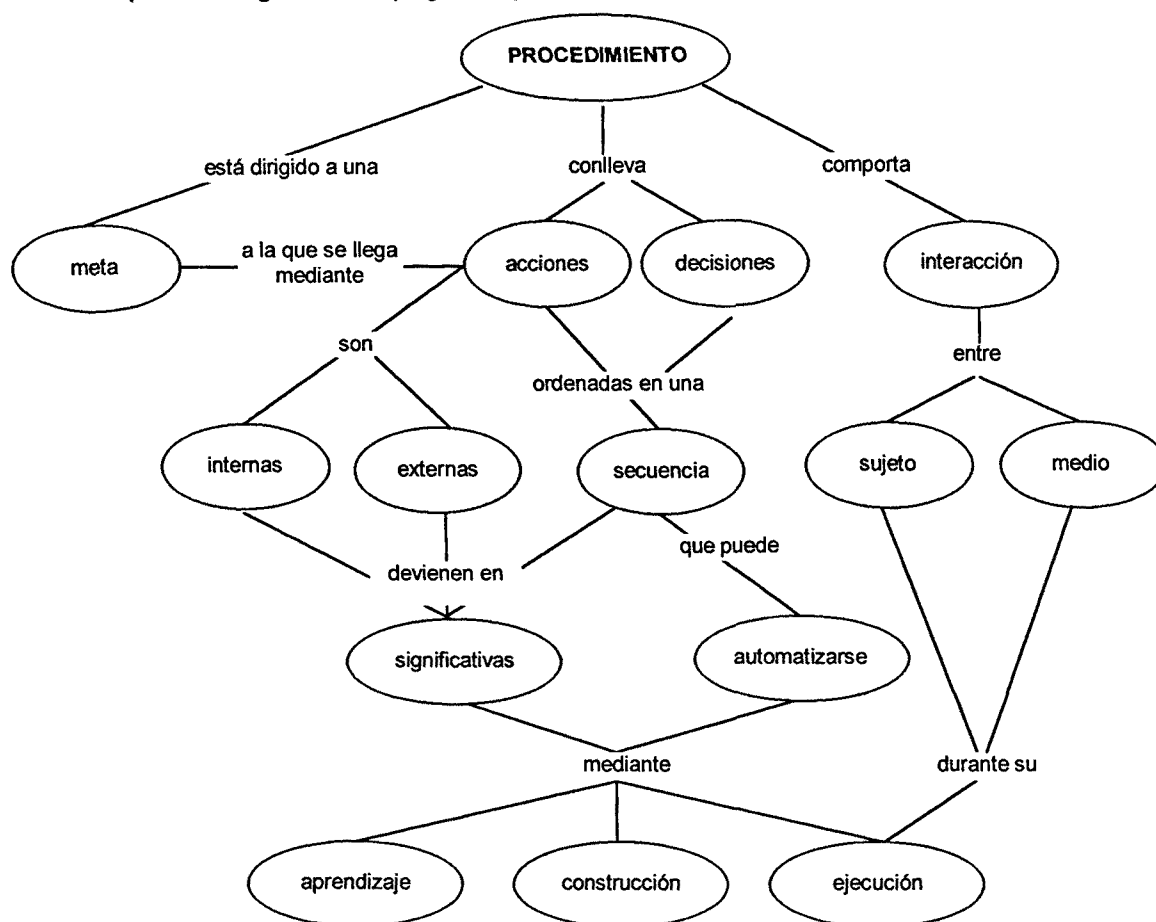 PROCEDIMIENTO
está dirigido a una
conlleva
comporta
meta
a la que se llega
mediante
acciones
decisiones
interacción
son
ordenadas en una
entre
internas
externas
secuencia
sujeto
medio
devienen en
que puede
significativas
automatizarse
mediante
durante su
aprendizaje
construcción
ejecución